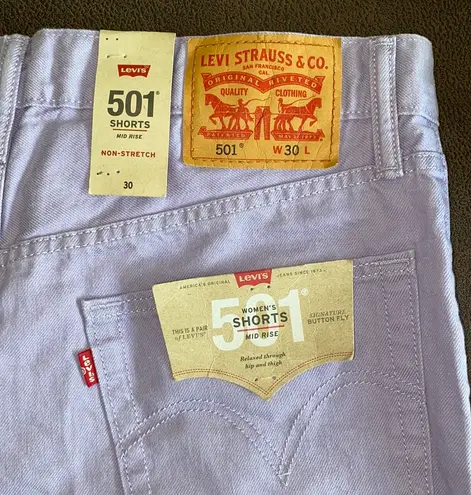 LEVI'S
501®
SHORTS
MID RISE
NON-STRETCH
30
LEVI STRAUSS & CO.
SAN FRANCISCO
CAL.
ORIGINAL RIVETED
QUALITY CLOTHING
PATENTED
501® W 30 L
AMERICA'S ORIGINAL LEVI'S JEANS SINCE 1873
501®
WOMEN'S
SHORTS
MID RISE
THIS IS A PAIR
of LEVI'S®
SIGNATURE
BUTTON FLY
Relaxed through
hip and thigh
LEVI'S